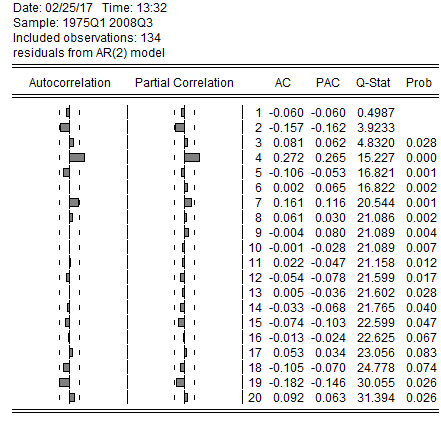 Date: 02/25/17 Time: 13:32
Sample: 1975Q1 2008Q3
Included observations: 134
residuals from AR(2) model
Autocorrelation Partial Correlation AC PAC Q-Stat Prob
1 -0.060 -0.060 0.4987
2 -0.157 -0.162 3.9233
3 0.081 0.062 4.8320 0.028
4 0.272 0.265 15.227 0.000
5 -0.106 -0.053 16.821 0.001
6 0.002 0.065 16.822 0.002
7 0.161 0.116 20.544 0.001
8 0.061 0.030 21.086 0.002
9 -0.004 0.080 21.089 0.004
10 -0.001 -0.028 21.089 0.007
11 0.022 -0.047 21.158 0.012
12 -0.054 -0.078 21.599 0.017
13 0.005 -0.036 21.602 0.028
14 -0.033 -0.068 21.765 0.040
15 -0.074 -0.103 22.599 0.047
16 -0.013 -0.024 22.625 0.067
17 0.053 0.034 23.056 0.083
18 -0.105 -0.070 24.778 0.074
19 -0.182 -0.146 30.055 0.026
20 0.092 0.063 31.394 0.026